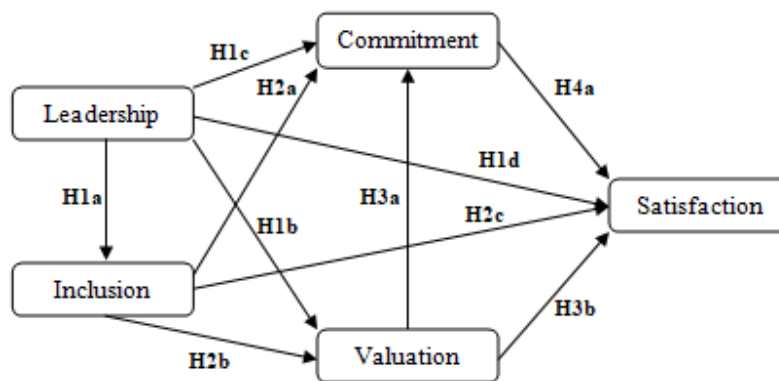 Commitment
H1c
H2a
H4a
Leadership
H1d
H1a
H3a
Satisfaction
H1b
H2c
Inclusion
H3b
H2b
Valuation